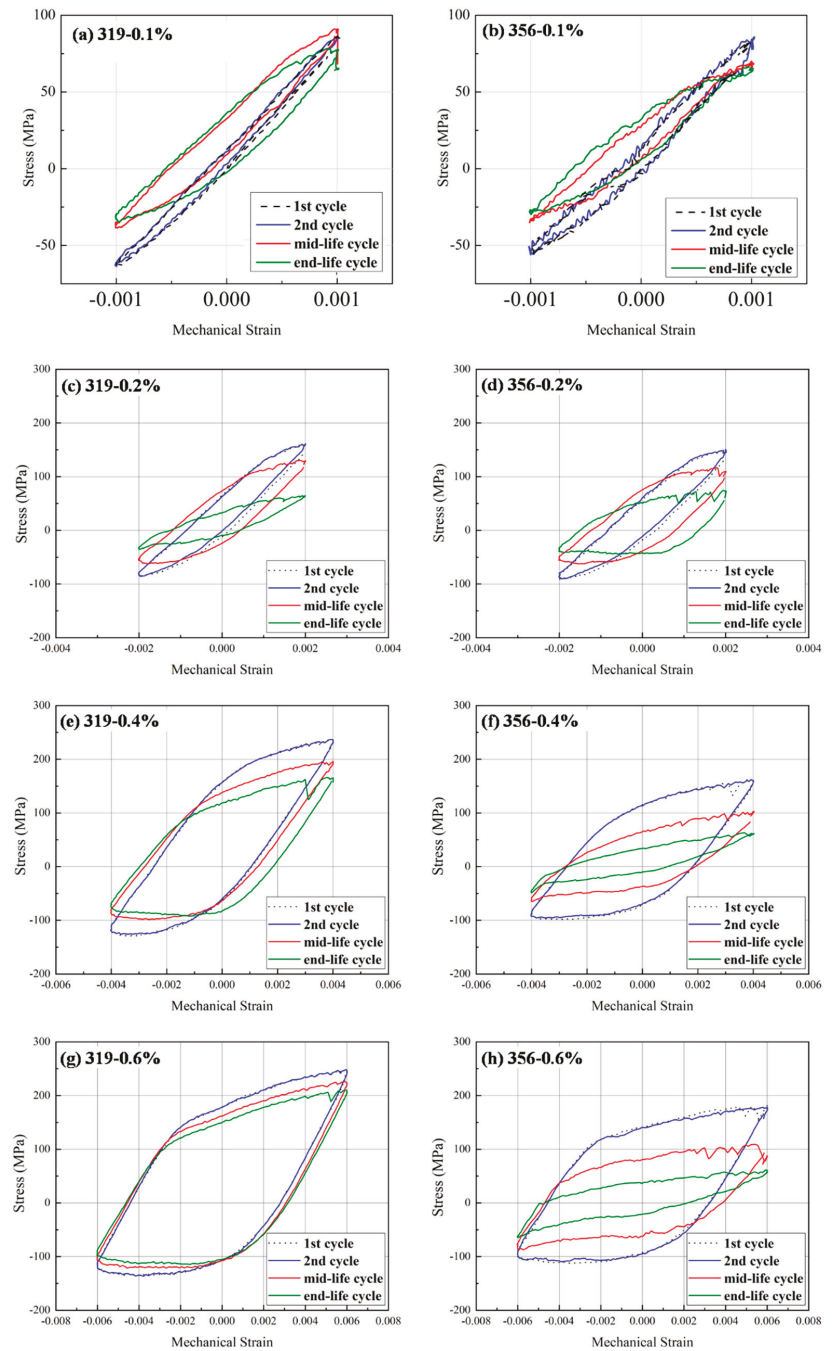 (a) 319-0.1%
100
50
0
-50
Stress (MPa)
1st cycle
2nd cycle
mid-life cycle
end-life cycle
-0.001 0.000 0.001
Mechanical Strain
(b) 356-0.1%
100
50
0
-50
Stress (MPa)
1st cycle
2nd cycle
mid-life cycle
end-life cycle
-0.001 0.000 0.001
Mechanical Strain
(c) 319-0.2%
300
200
100
0
-100
-200
Stress (MPa)
1st cycle
2nd cycle
mid-life cycle
end-life cycle
-0.004 -0.002 0.000 0.002 0.004
Mechanical Strain
(d) 356-0.2%
300
200
100
0
-100
-200
Stress (MPa)
1st cycle
2nd cycle
mid-life cycle
end-life cycle
-0.004 -0.002 0.000 0.002 0.004
Mechanical Strain
(e) 319-0.4%
300
200
100
0
-100
-200
Stress (MPa)
1st cycle
2nd cycle
mid-life cycle
end-life cycle
-0.006 -0.004 -0.002 0.000 0.002 0.004 0.006
Mechanical Strain
(f) 356-0.4%
300
200
100
0
-100
-200
Stress (MPa)
1st cycle
2nd cycle
mid-life cycle
end-life cycle
-0.006 -0.004 -0.002 0.000 0.002 0.004 0.006
Mechanical Strain
(g) 319-0.6%
300
200
100
0
-100
-200
Stress (MPa)
1st cycle
2nd cycle
mid-life cycle
end-life cycle
-0.008 -0.006 -0.004 -0.002 0.000 0.002 0.004 0.006 0.008
Mechanical Strain
(h) 356-0.6%
300
200
100
0
-100
-200
Stress (MPa)
1st cycle
2nd cycle
mid-life cycle
end-life cycle
-0.008 -0.006 -0.004 -0.002 0.000 0.002 0.004 0.006 0.008
Mechanical Strain